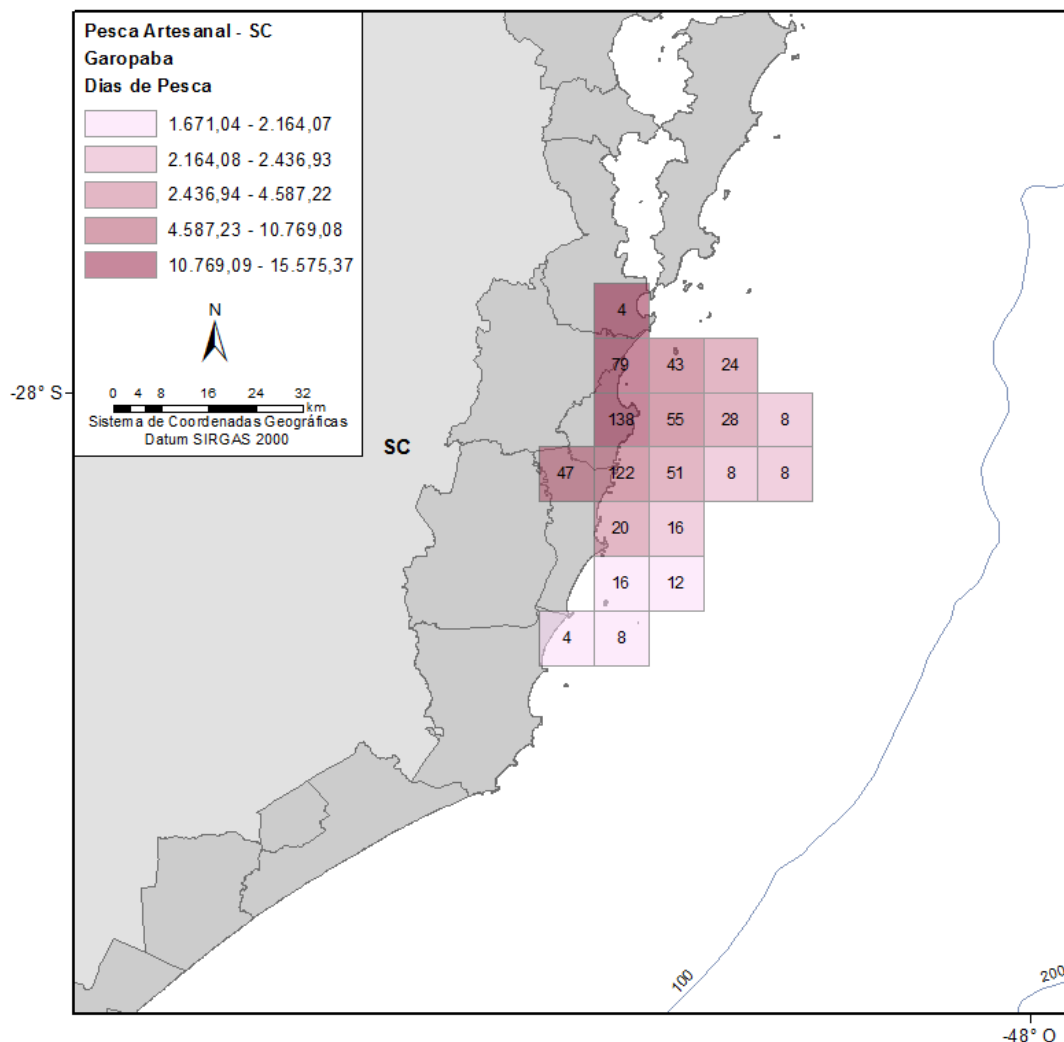 Pesca Artesanal - SC
Garopaba
Dias de Pesca
1.671,04 - 2.164,07
2.164,08 - 2.436,93
2.436,94 - 4.587,22
4.587,23 - 10.769,08
10.769,09 - 15.575,37
N
0 4 8 16 24 32
km
Sistema de Coordenadas Geográficas
Datum SIRGAS 2000
-28° S
SC
4
79 43 24
138 55 28 8
47 122 51 8 8
20 16
16 12
4 8
100
200
-48° O